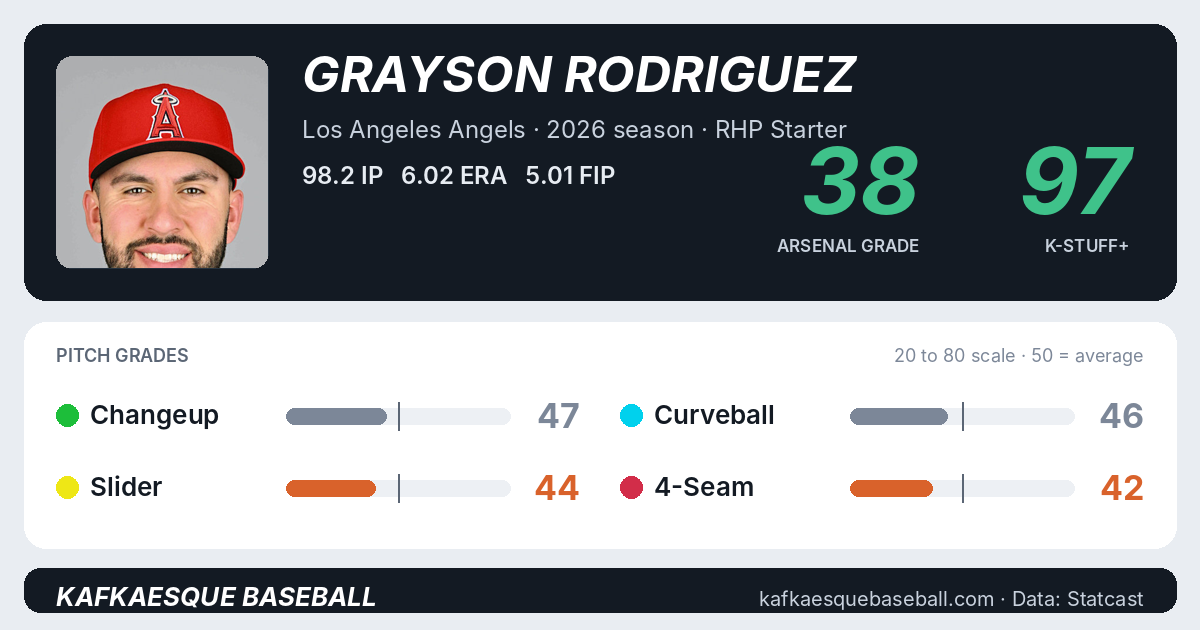 GRAYSON RODRIGUEZ
Los Angeles Angels · 2026 season · RHP Starter
98.2 IP 6.02 ERA 5.01 FIP
38 97
ARSENAL GRADE K-STUFF+
PITCH GRADES 20 to 80 scale · 50 = average
Changeup 47 Curveball 46
Slider 44 4-Seam 42
KAFKAESQUE BASEBALL kafkaesquebaseball.com · Data: Statcast